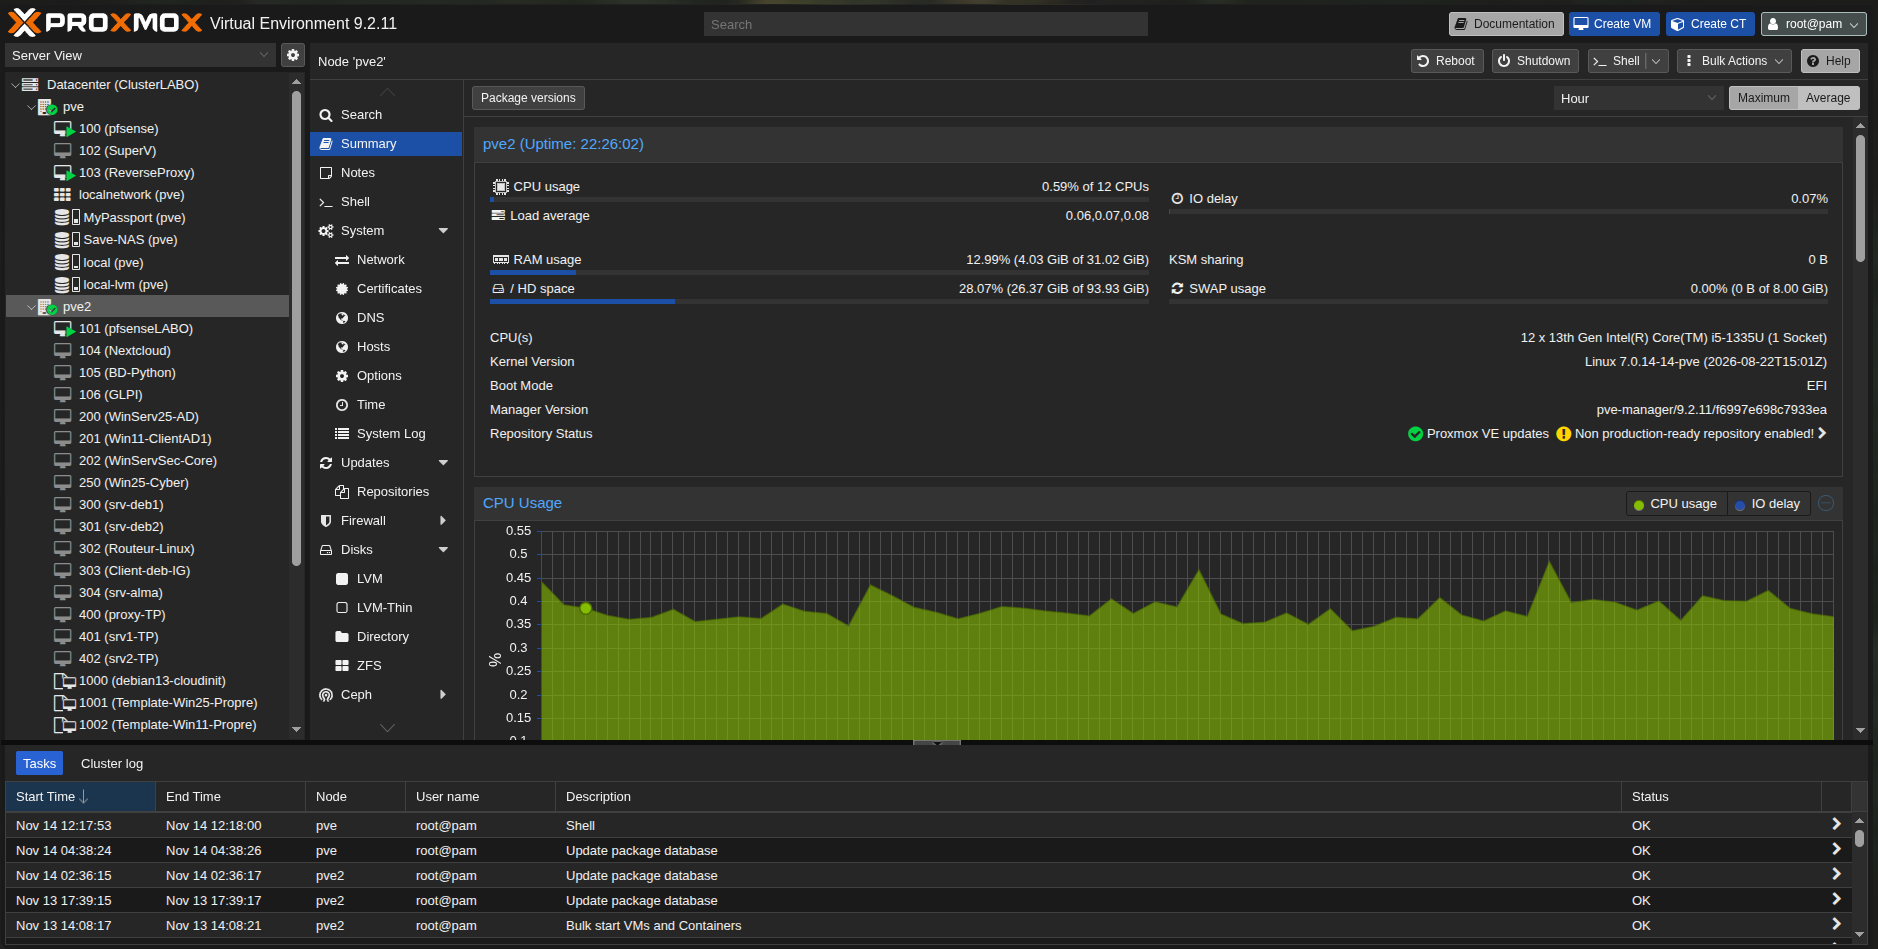 PROXMOX Virtual Environment 9.2.11
Search
Documentation
Create VM
Create CT
root@pam
Server View
Datacenter (ClusterLABO)
pve
100 (pfsense)
102 (SuperV)
103 (ReverseProxy)
localnetwork (pve)
MyPassport (pve)
Save-NAS (pve)
local (pve)
local-lvm (pve)
pve2
101 (pfsenseLABO)
104 (Nextcloud)
105 (BD-Python)
106 (GLPI)
200 (WinServ25-AD)
201 (Win11-ClientAD1)
202 (WinServSec-Core)
250 (Win25-Cyber)
300 (srv-deb1)
301 (srv-deb2)
302 (Routeur-Linux)
303 (Client-deb-IG)
304 (srv-alma)
400 (proxy-TP)
401 (srv1-TP)
402 (srv2-TP)
1000 (debian13-cloudinit)
1001 (Template-Win25-Propre)
1002 (Template-Win11-Propre)
Node 'pve2'
Reboot
Shutdown
Shell
Bulk Actions
Help
Search
Summary
Notes
Shell
System
Network
Certificates
DNS
Hosts
Options
Time
System Log
Updates
Repositories
Firewall
Disks
LVM
LVM-Thin
Directory
ZFS
Ceph
Package versions
Hour
Maximum
Average
pve2 (Uptime: 22:26:02)
CPU usage 0.59% of 12 CPUs
IO delay 0.07%
Load average 0.06,0.07,0.08
RAM usage 12.99% (4.03 GiB of 31.02 GiB)
KSM sharing 0 B
/ HD space 28.07% (26.37 GiB of 93.93 GiB)
SWAP usage 0.00% (0 B of 8.00 GiB)
CPU(s) 12 x 13th Gen Intel(R) Core(TM) i5-1335U (1 Socket)
Kernel Version Linux 7.0.14-14-pve (2026-08-22T15:01Z)
Boot Mode EFI
Manager Version pve-manager/9.2.11/f6997e698c7933ea
Repository Status Proxmox VE updates Non production-ready repository enabled!
CPU Usage
CPU usage
IO delay
0.55
0.5
0.45
0.4
0.35
0.3
%
0.25
0.2
0.15
0.1
Tasks
Cluster log
Start Time End Time Node User name Description Status
Nov 14 12:17:53 Nov 14 12:18:00 pve root@pam Shell OK
Nov 14 04:38:24 Nov 14 04:38:26 pve root@pam Update package database OK
Nov 14 02:36:15 Nov 14 02:36:17 pve2 root@pam Update package database OK
Nov 13 17:39:15 Nov 13 17:39:17 pve2 root@pam Update package database OK
Nov 13 14:08:17 Nov 13 14:08:21 pve2 root@pam Bulk start VMs and Containers OK